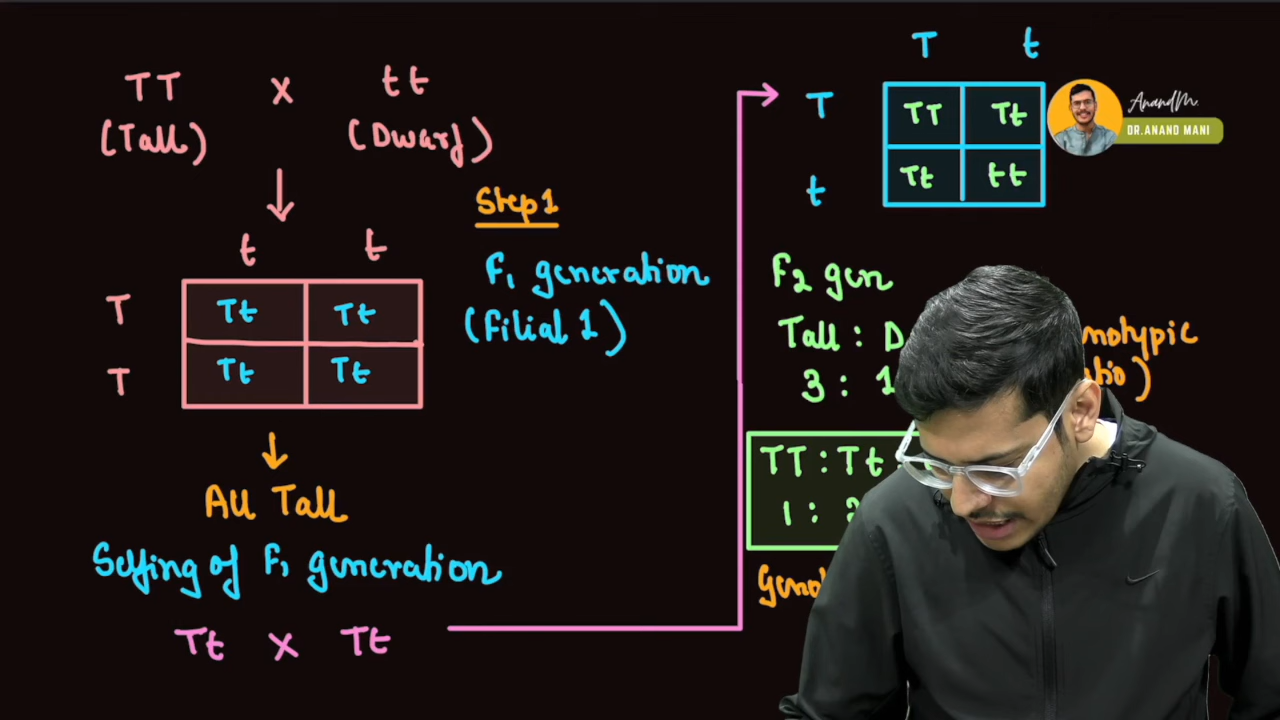 TT x tt
(Tall) (Dwarf)
t t
T Tt Tt
T Tt Tt
All Tall
Selfing of F1 generation
Tt x Tt
Step 1
F1 generation
(Filial 1)
T t
T TT Tt
t Tt tt
AnandM.
DR.ANAND MANI
F2 gen
Tall :
3 : 1
TT : Tt
1 :